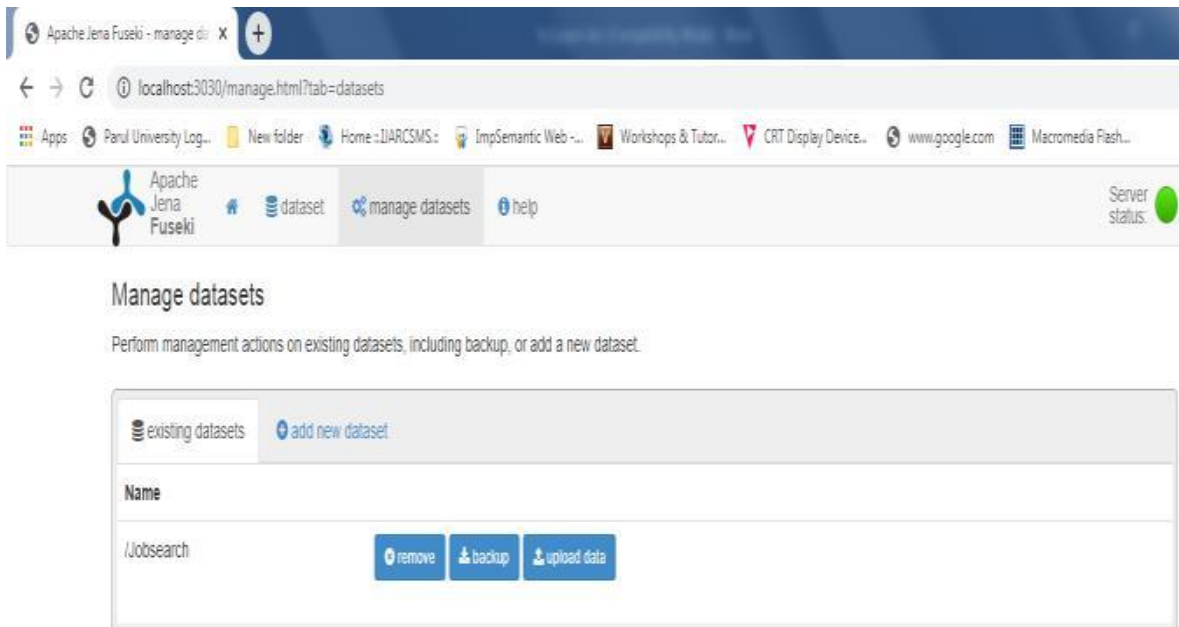 Apache Jena Fuseki - manage da
localhost:3030/manage.html?tab=datasets
Apps Parul University Log... New folder Home ::IJARCSMS.: ImpSemantic Web -... Workshops & Tutor... CRT Display Device... www.google.com Macromedia Flash...
Apache
Jena
Fuseki
dataset manage datasets help
Server
status:
Manage datasets
Perform management actions on existing datasets, including backup, or add a new dataset.
existing datasets add new dataset
Name
/Jobsearch remove backup upload data